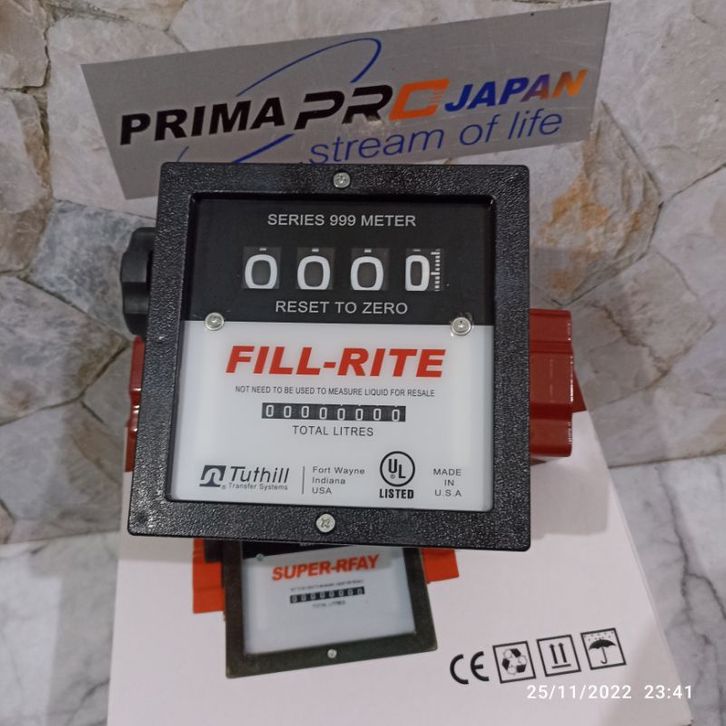 PRIMAPRO JAPAN
stream of life
SERIES 999 METER
0000
RESET TO ZERO
FILL-RITE
NOT NEED TO BE USED TO MEASURE LIQUID FOR RESALE
00000000
TOTAL LITRES
Tuthill
Transfer Systems
Fort Wayne
Indiana
USA
UL
LISTED
MADE
IN
U.S.A
SUPER-RFAY
00000000
TOTAL LITRES
CE
25/11/2022 23:41